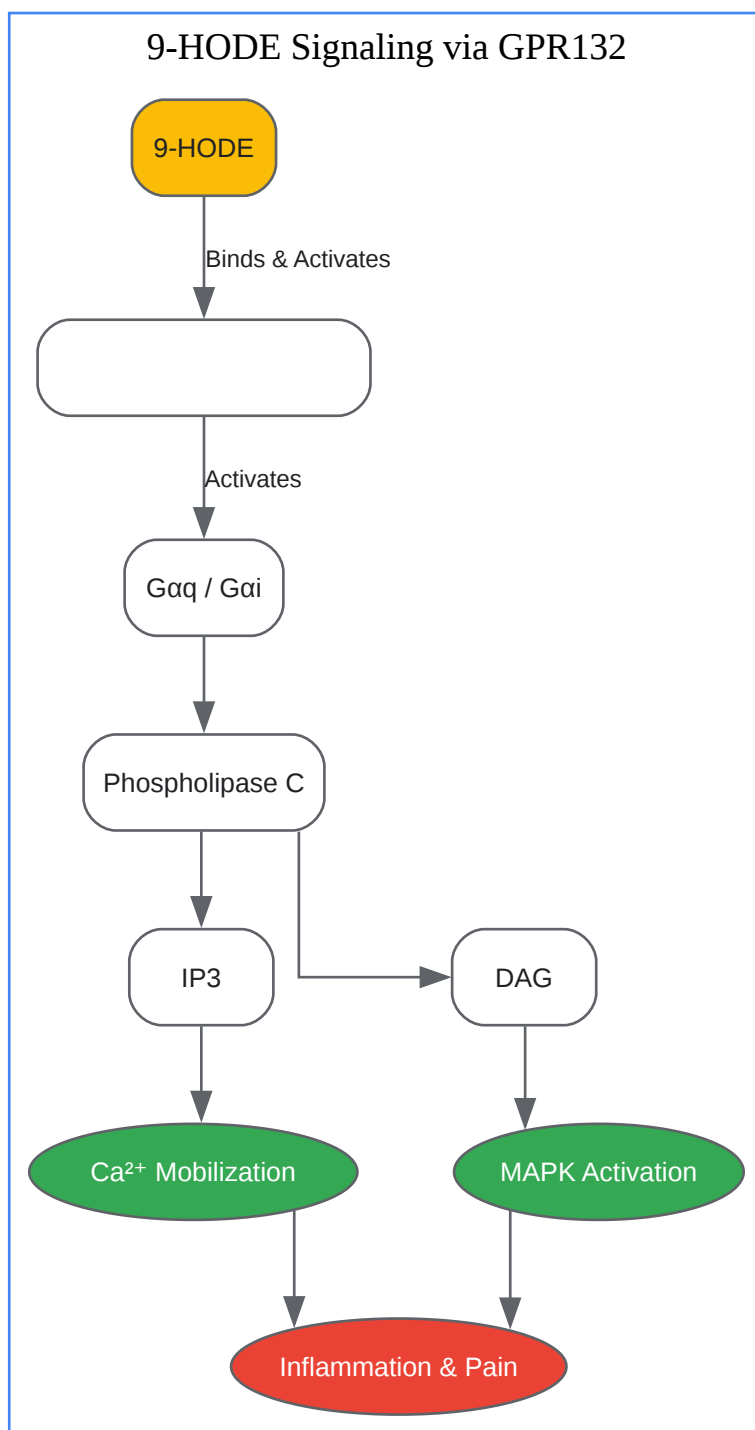 9-HODE Signaling via GPR132
9-HODE
Binds & Activates
Activates
Gαq / Gαi
Phospholipase C
IP3
DAG
Ca²⁺ Mobilization
MAPK Activation
Inflammation & Pain